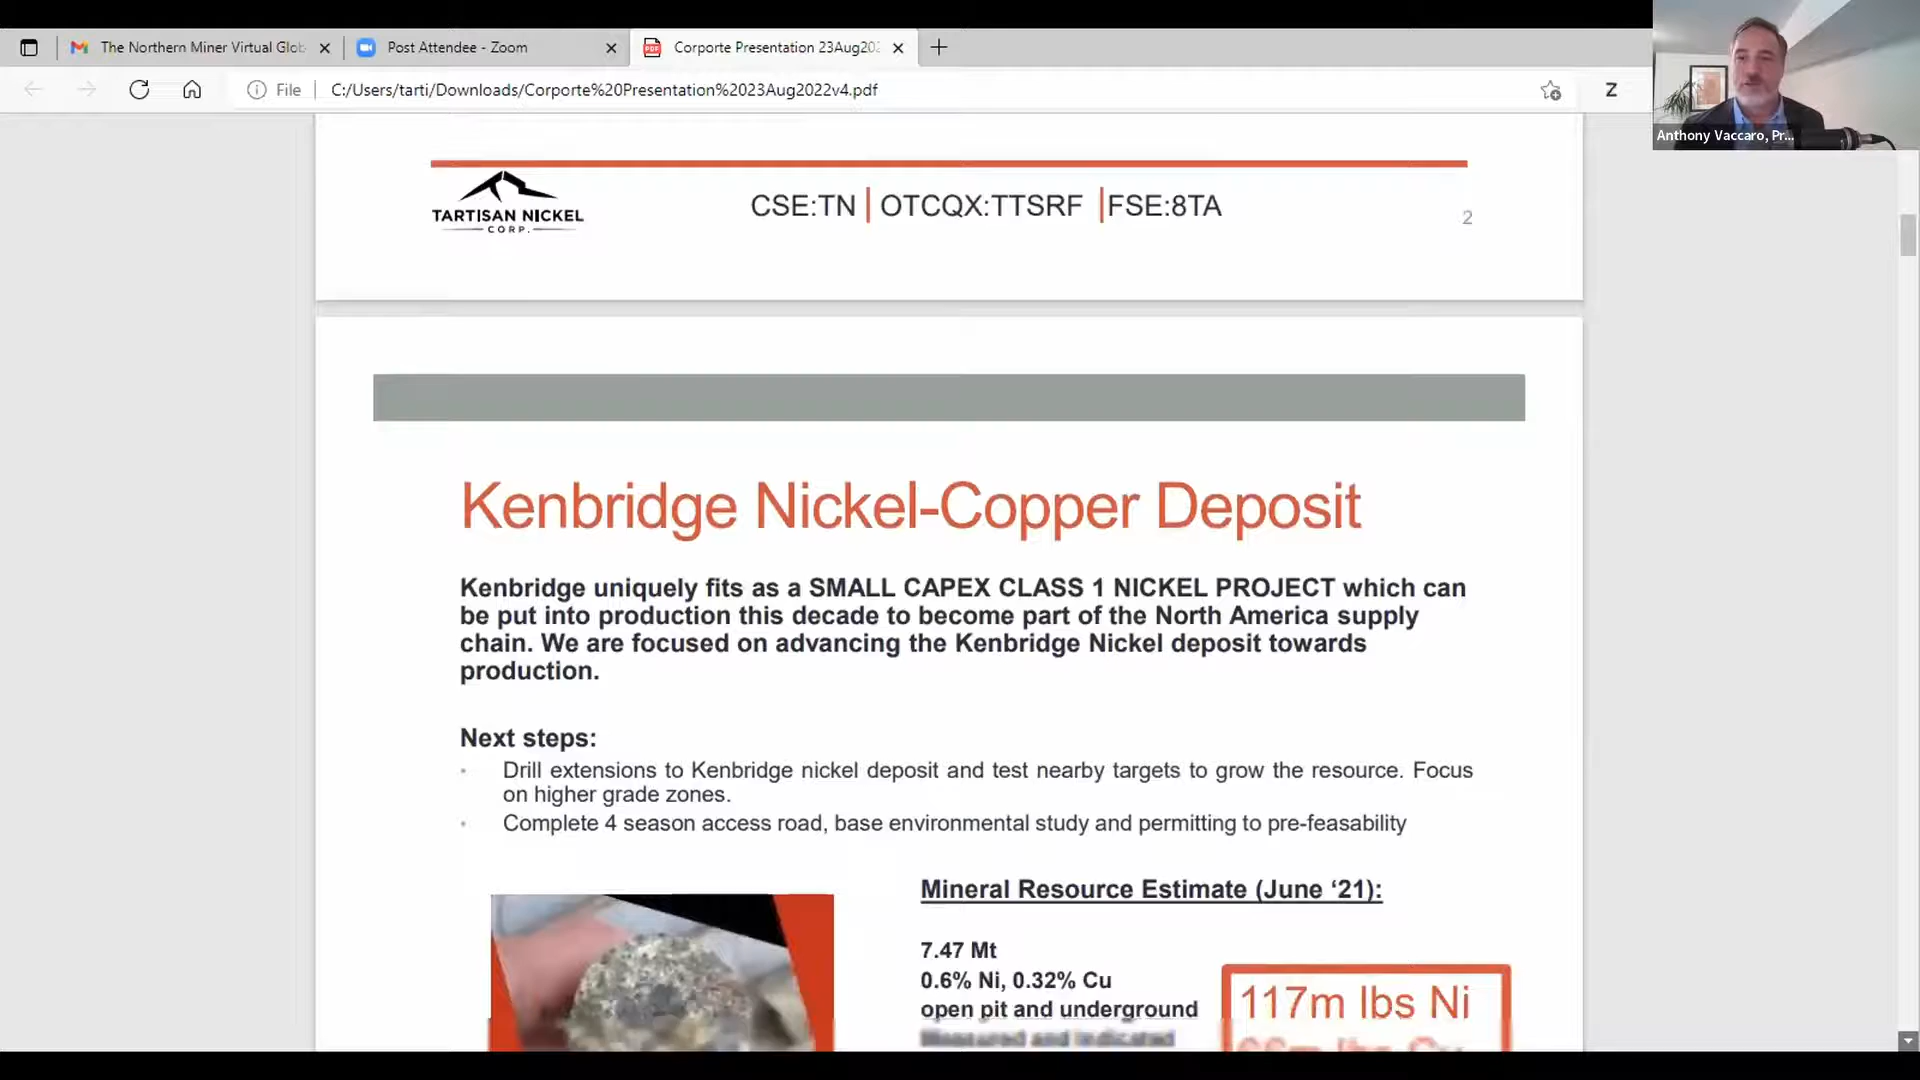 The Northern Miner Virtual Glob
Post Attendee - Zoom
Corporte Presentation 23Aug202
File
C:/Users/tarti/Downloads/Corporte%20Presentation%2023Aug2022v4.pdf
Z
Anthony Vaccaro, Pr...
TARTISAN NICKEL
CORP.
CSE:TN | OTCQX:TTSRF | FSE:8TA
2
Kenbridge Nickel-Copper Deposit
Kenbridge uniquely fits as a SMALL CAPEX CLASS 1 NICKEL PROJECT which can
be put into production this decade to become part of the North America supply
chain. We are focused on advancing the Kenbridge Nickel deposit towards
production.
Next steps:
• Drill extensions to Kenbridge nickel deposit and test nearby targets to grow the resource. Focus
on higher grade zones.
• Complete 4 season access road, base environmental study and permitting to pre-feasability
Mineral Resource Estimate (June ‘21):
7.47 Mt
0.6% Ni, 0.32% Cu
open pit and underground
Measured and Indicated
117m lbs Ni